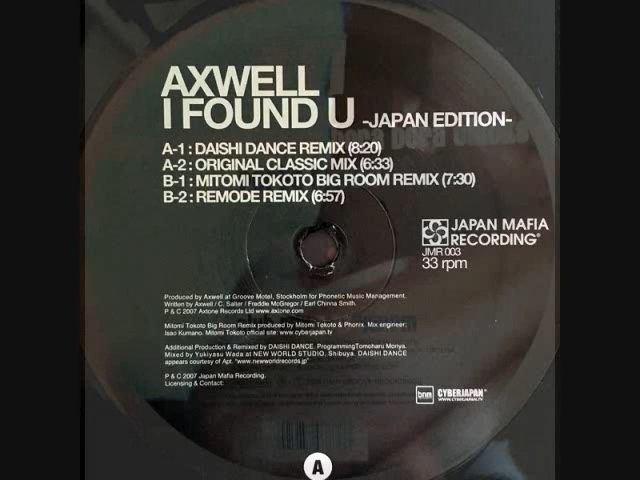 AXWELL
I FOUND U -JAPAN EDITION-
A-1 : DAISHI DANCE REMIX (8:20)
A-2 : ORIGINAL CLASSIC MIX (6:33)
B-1 : MITOMI TOKOTO BIG ROOM REMIX (7:30)
B-2 : REMODE REMIX (6:57)
JAPAN MAFIA
RECORDING®
JMR 003
33 rpm
Produced by Axwell at Groove Motel, Stockholm for Phonetic Music Management.
Written by Axwell / C. Salter / Freddie McGregor / Earl Chinna Smith.
P & C 2007 Axtone Records Ltd www.axtone.com
Mitomi Tokoto Big Room Remix produced by Mitomi Tokoto & Phonix. Mix engineer;
Isao Kumano. Mitomi Tokoto official site: www.cyberjapan.tv
Additional Production & Remixed by DAISHI DANCE. ProgrammingTomoharu Moriya.
Mixed by Yukiyasu Wada at NEW WORLD STUDIO, Shibuya. DAISHI DANCE
appears courtesy of Apt. "www.newworldrecords.jp"
P & C 2007 Japan Mafia Recording.
Licensing & Contact:
bnm CYBERJAPAN®
WWW.CYBERJAPAN.TV
A